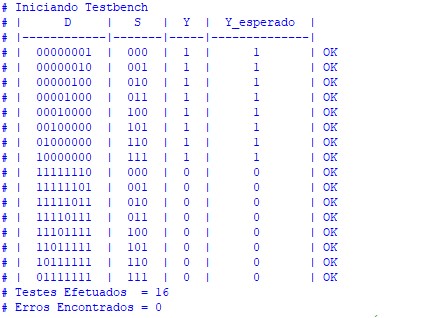 # Iniciando Testbench
# |      D     |   S   |  Y  |  Y_esperado  |
# |------------|-------|-----|--------------|
# |  00000001  |  000  |  1  |      1       | OK
# |  00000010  |  001  |  1  |      1       | OK
# |  00000100  |  010  |  1  |      1       | OK
# |  00001000  |  011  |  1  |      1       | OK
# |  00010000  |  100  |  1  |      1       | OK
# |  00100000  |  101  |  1  |      1       | OK
# |  01000000  |  110  |  1  |      1       | OK
# |  10000000  |  111  |  1  |      1       | OK
# |  11111110  |  000  |  0  |      0       | OK
# |  11111101  |  001  |  0  |      0       | OK
# |  11111011  |  010  |  0  |      0       | OK
# |  11110111  |  011  |  0  |      0       | OK
# |  11101111  |  100  |  0  |      0       | OK
# |  11011111  |  101  |  0  |      0       | OK
# |  10111111  |  110  |  0  |      0       | OK
# |  01111111  |  111  |  0  |      0       | OK
# Testes Efetuados  = 16
# Erros Encontrados = 0